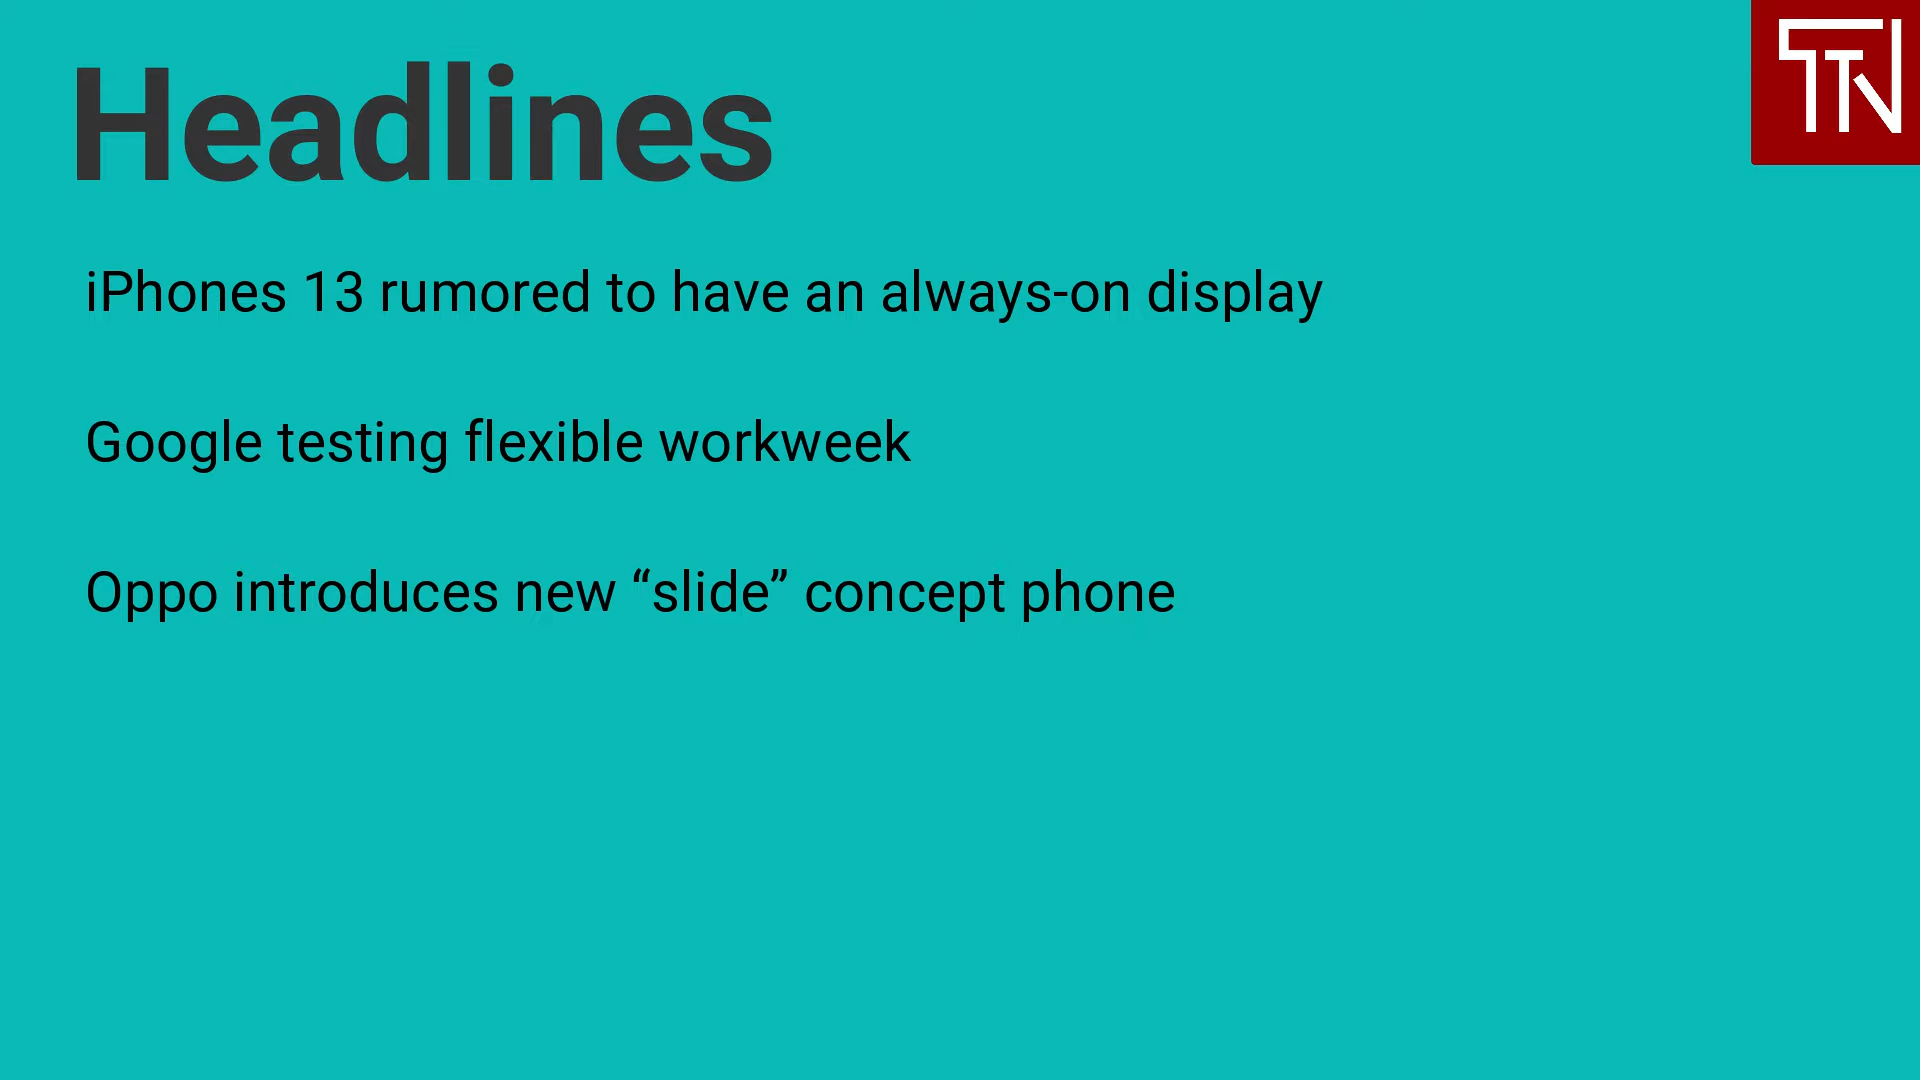 TTN
Headlines
iPhones 13 rumored to have an always-on display
Google testing flexible workweek
Oppo introduces new “slide” concept phone